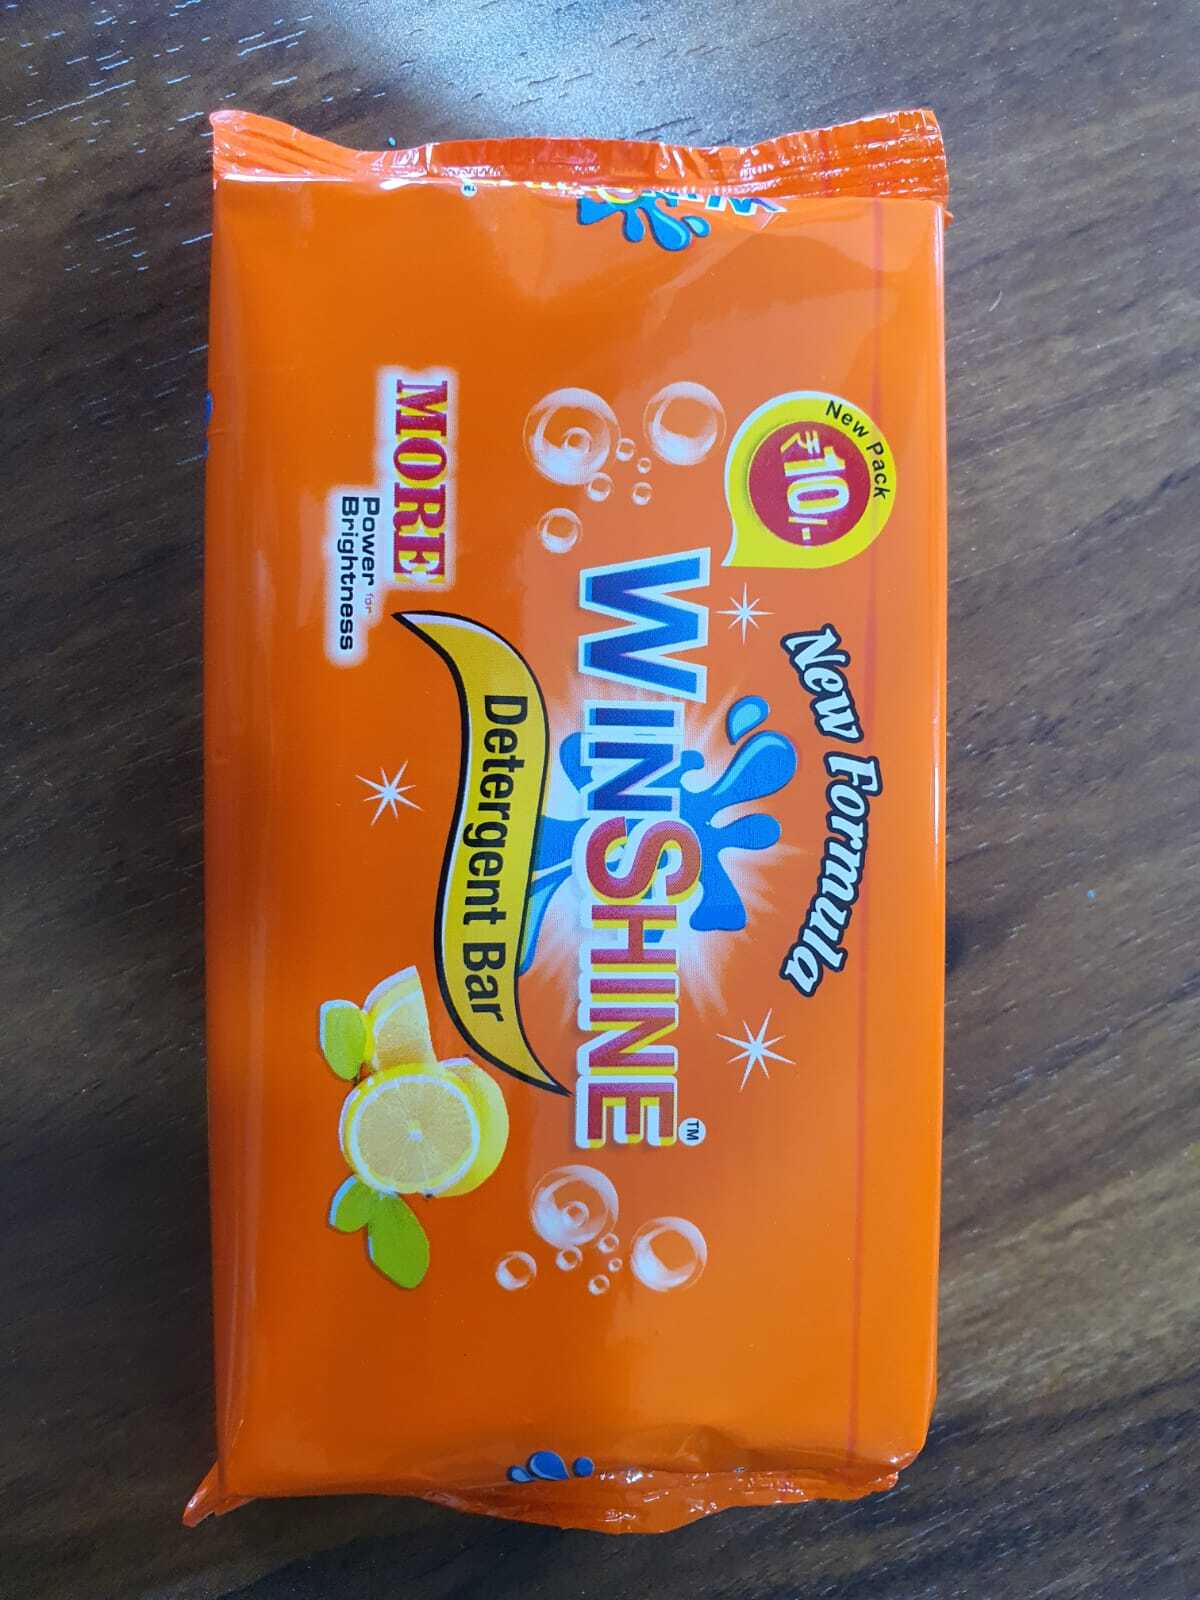 New Pack
₹10/-
New Formula
WINSHINE™
Detergent Bar
MORE
Power for
Brightness